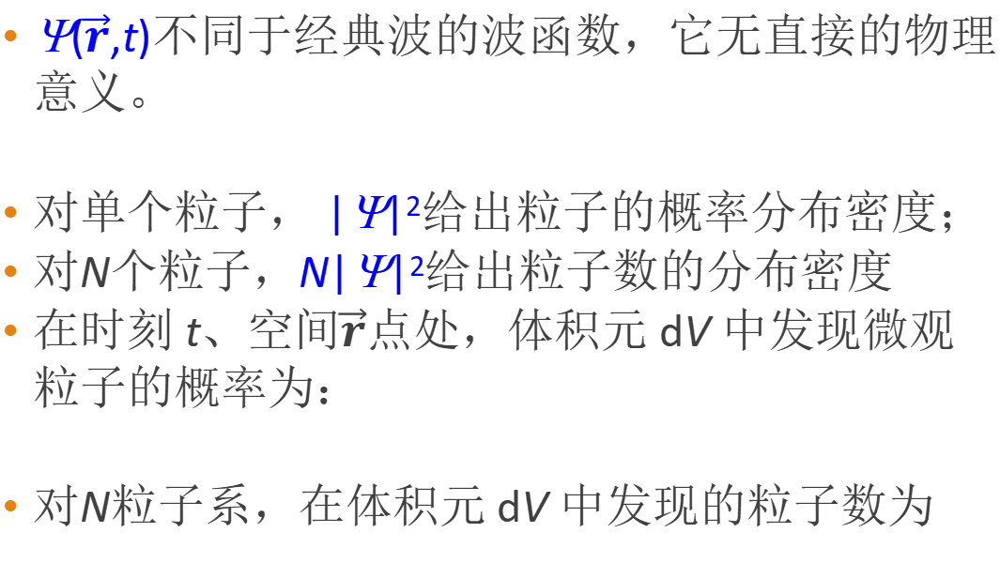 • Ψ(r⃗,t)不同于经典波的波函数，它无直接的物理
意义。
• 对单个粒子，|Ψ|²给出粒子的概率分布密度；
• 对N个粒子，N|Ψ|²给出粒子数的分布密度
• 在时刻 t、空间r⃗点处，体积元 dV 中发现微观
粒子的概率为：
• 对N粒子系，在体积元 dV 中发现的粒子数为